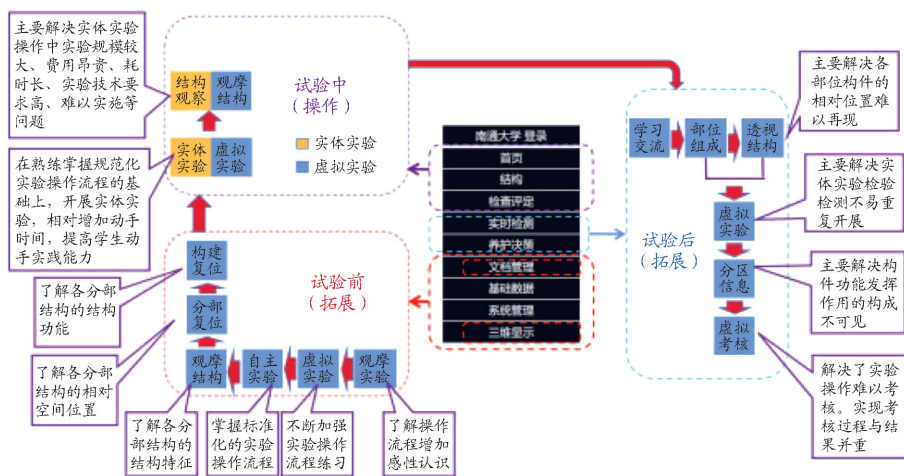 主要解决实体实验
操作中实验规模较
大、费用昂贵、耗
时长、实验技术要
求高、难以实施等
问题
在熟练掌握规范化
实验操作流程的基
础上，开展实体实
验，相对增加动手
时间，提高学生动
手实践能力
了解各分部
结构的结构
功能
了解各分部
结构的相对
空间位置
结构
观察
观摩
结构
实体
实验
虚拟
实验
试验中
（操作）
实体实验
虚拟实验
构建
复位
分部
复位
观摩
结构
自主
实验
虚拟
实验
观摩
实验
试验前
（拓展）
了解各分
部结构的
结构特征
掌握标准
化的实验
操作流程
不断加强
实验操作
流程练习
了解操作
流程增加
感性认识
南通大学 登录
首页
结构
检查评定
实时检测
养护决策
文档管理
基础数据
系统管理
三维显示
学习
交流
部位
组成
透视
结构
虚拟
实验
分区
信息
虚拟
考核
试验后
（拓展）
主要解决各
部位构件的
相对位置难
以再现
主要解决实
体实验检验
检测不易重
复开展
主要解决构
件功能发挥
作用的构成
不可见
解决了实验
操作难以考
核。实现考
核过程与结
果并重